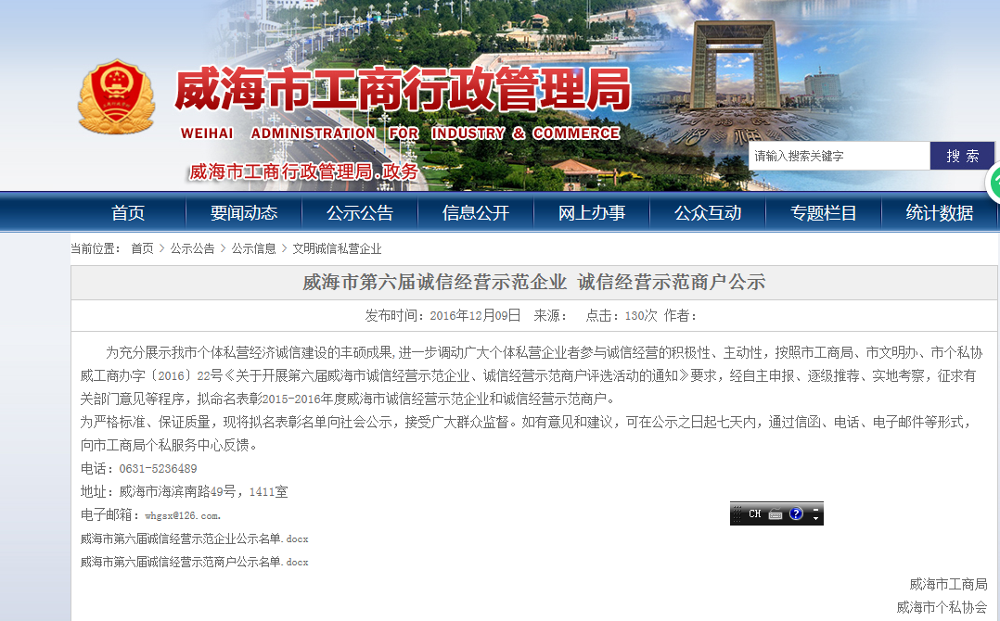 威海市工商行政管理局
WEIHAI ADMINISTRATION FOR INDUSTRY & COMMERCE
威海市工商行政管理局.政务
请输入搜索关键字 搜 索
首页 要闻动态 公示公告 信息公开 网上办事 公众互动 专题栏目 统计数据
当前位置： 首页 > 公示公告 > 公示信息 > 文明诚信私营企业
威海市第六届诚信经营示范企业 诚信经营示范商户公示
发布时间：2016年12月09日 来源： 点击：130次 作者：
为充分展示我市个体私营经济诚信建设的丰硕成果,进一步调动广大个体私营企业者参与诚信经营的积极性、主动性，按照市工商局、市文明办、市个私协
威工商办字〔2016〕22号《关于开展第六届威海市诚信经营示范企业、诚信经营示范商户评选活动的通知》要求，经自主申报、逐级推荐、实地考察，征求有
关部门意见等程序，拟命名表彰2015-2016年度威海市诚信经营示范企业和诚信经营示范商户。
为严格标准、保证质量，现将拟名表彰名单向社会公示，接受广大群众监督。如有意见和建议，可在公示之日起七天内，通过信函、电话、电子邮件等形式，
向市工商局个私服务中心反馈。
电话：0631-5236489
地址：威海市海滨南路49号，1411室
CH
电子邮箱：whgsx@126.com.
威海市第六届诚信经营示范企业公示名单.docx
威海市第六届诚信经营示范商户公示名单.docx
威海市工商局
威海市个私协会